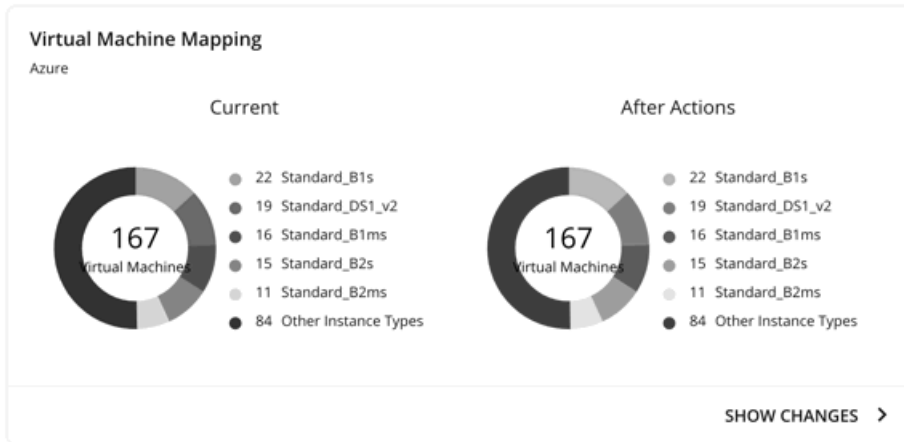 Virtual Machine Mapping
Azure
Current
167
Virtual Machines
22 Standard_B1s
19 Standard_DS1_v2
16 Standard_B1ms
15 Standard_B2s
11 Standard_B2ms
84 Other Instance Types
After Actions
167
Virtual Machines
22 Standard_B1s
19 Standard_DS1_v2
16 Standard_B1ms
15 Standard_B2s
11 Standard_B2ms
84 Other Instance Types
SHOW CHANGES